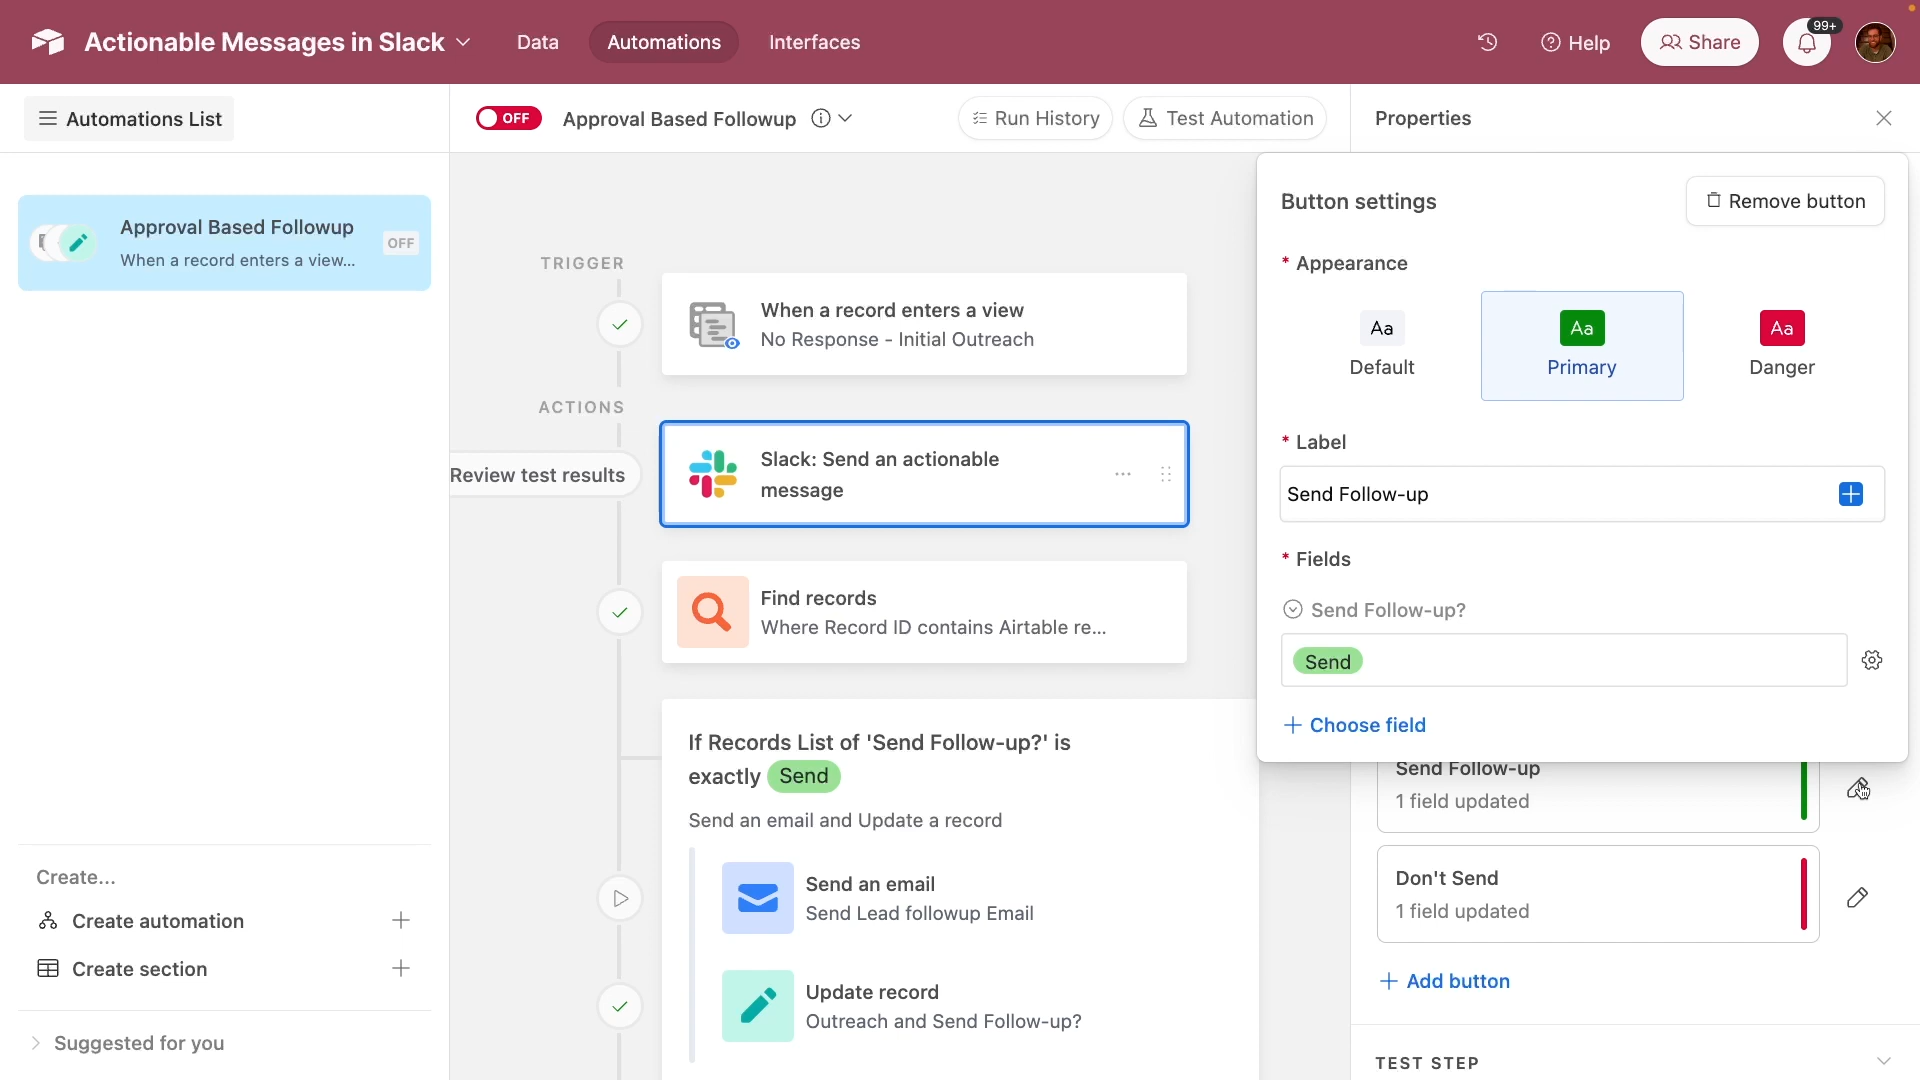 Actionable Messages in Slack
Data
Automations
Interfaces
Help
Share
99+
Automations List
OFF
Approval Based Followup
Run History
Test Automation
Properties
Approval Based Followup
When a record enters a view...
OFF
Create...
Create automation
Create section
Suggested for you
TRIGGER
When a record enters a view
No Response - Initial Outreach
ACTIONS
Review test results
Slack: Send an actionable
message
Find records
Where Record ID contains Airtable re...
If Records List of 'Send Follow-up?' is
exactly Send
Send an email and Update a record
Send an email
Send Lead followup Email
Update record
Outreach and Send Follow-up?
Button settings
Remove button
* Appearance
Aa
Default
Aa
Primary
Aa
Danger
* Label
Send Follow-up
* Fields
Send Follow-up?
Send
Choose field
Send Follow-up
1 field updated
Don't Send
1 field updated
Add button
TEST STEP